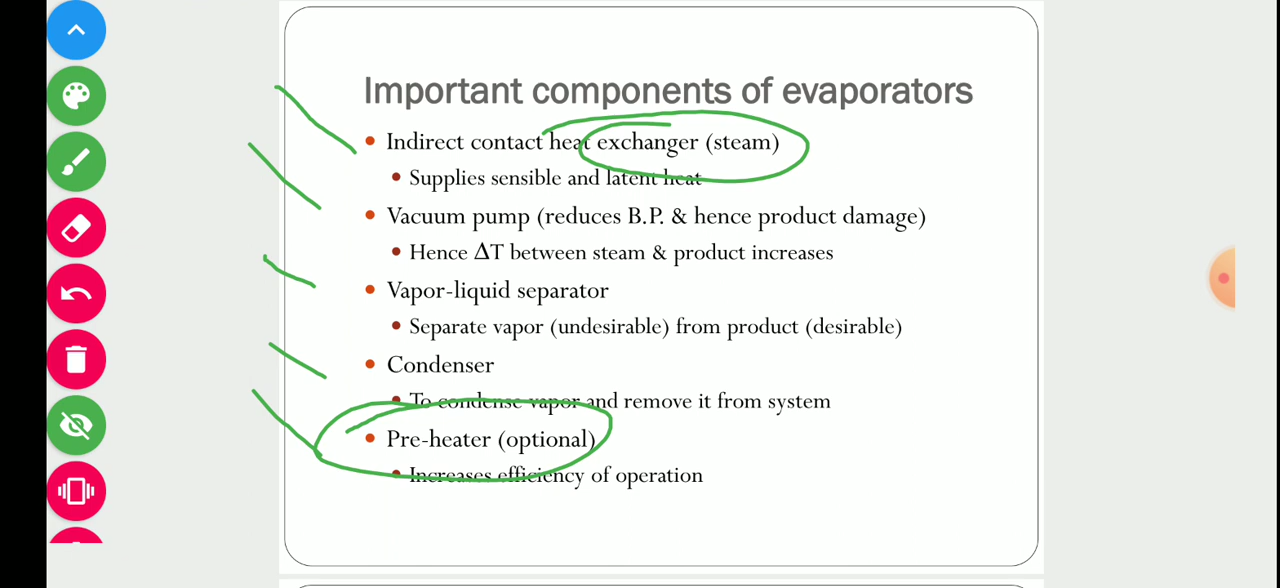 Important components of evaporators
• Indirect contact heat exchanger (steam)
• Supplies sensible and latent heat
• Vacuum pump (reduces B.P. & hence product damage)
• Hence ΔT between steam & product increases
• Vapor-liquid separator
• Separate vapor (undesirable) from product (desirable)
• Condenser
• To condense vapor and remove it from system
• Pre-heater (optional)
• Increases efficiency of operation